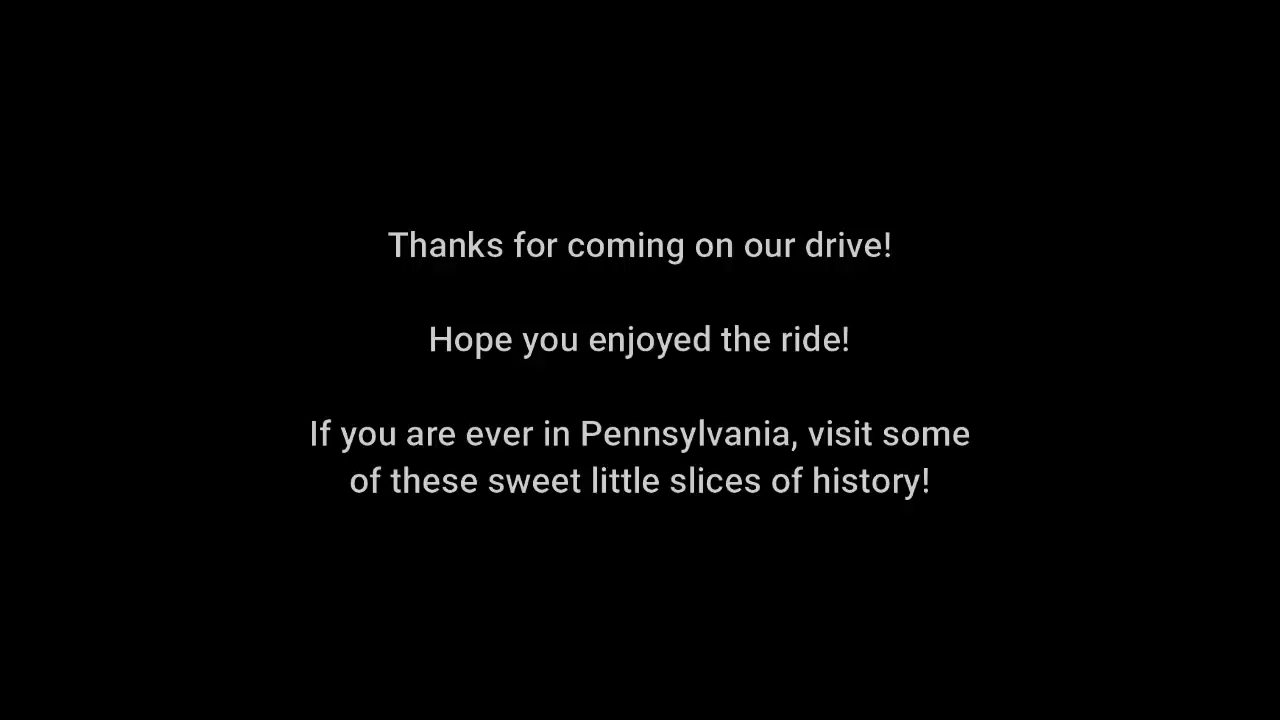 Thanks for coming on our drive!
Hope you enjoyed the ride!
If you are ever in Pennsylvania, visit some
of these sweet little slices of history!